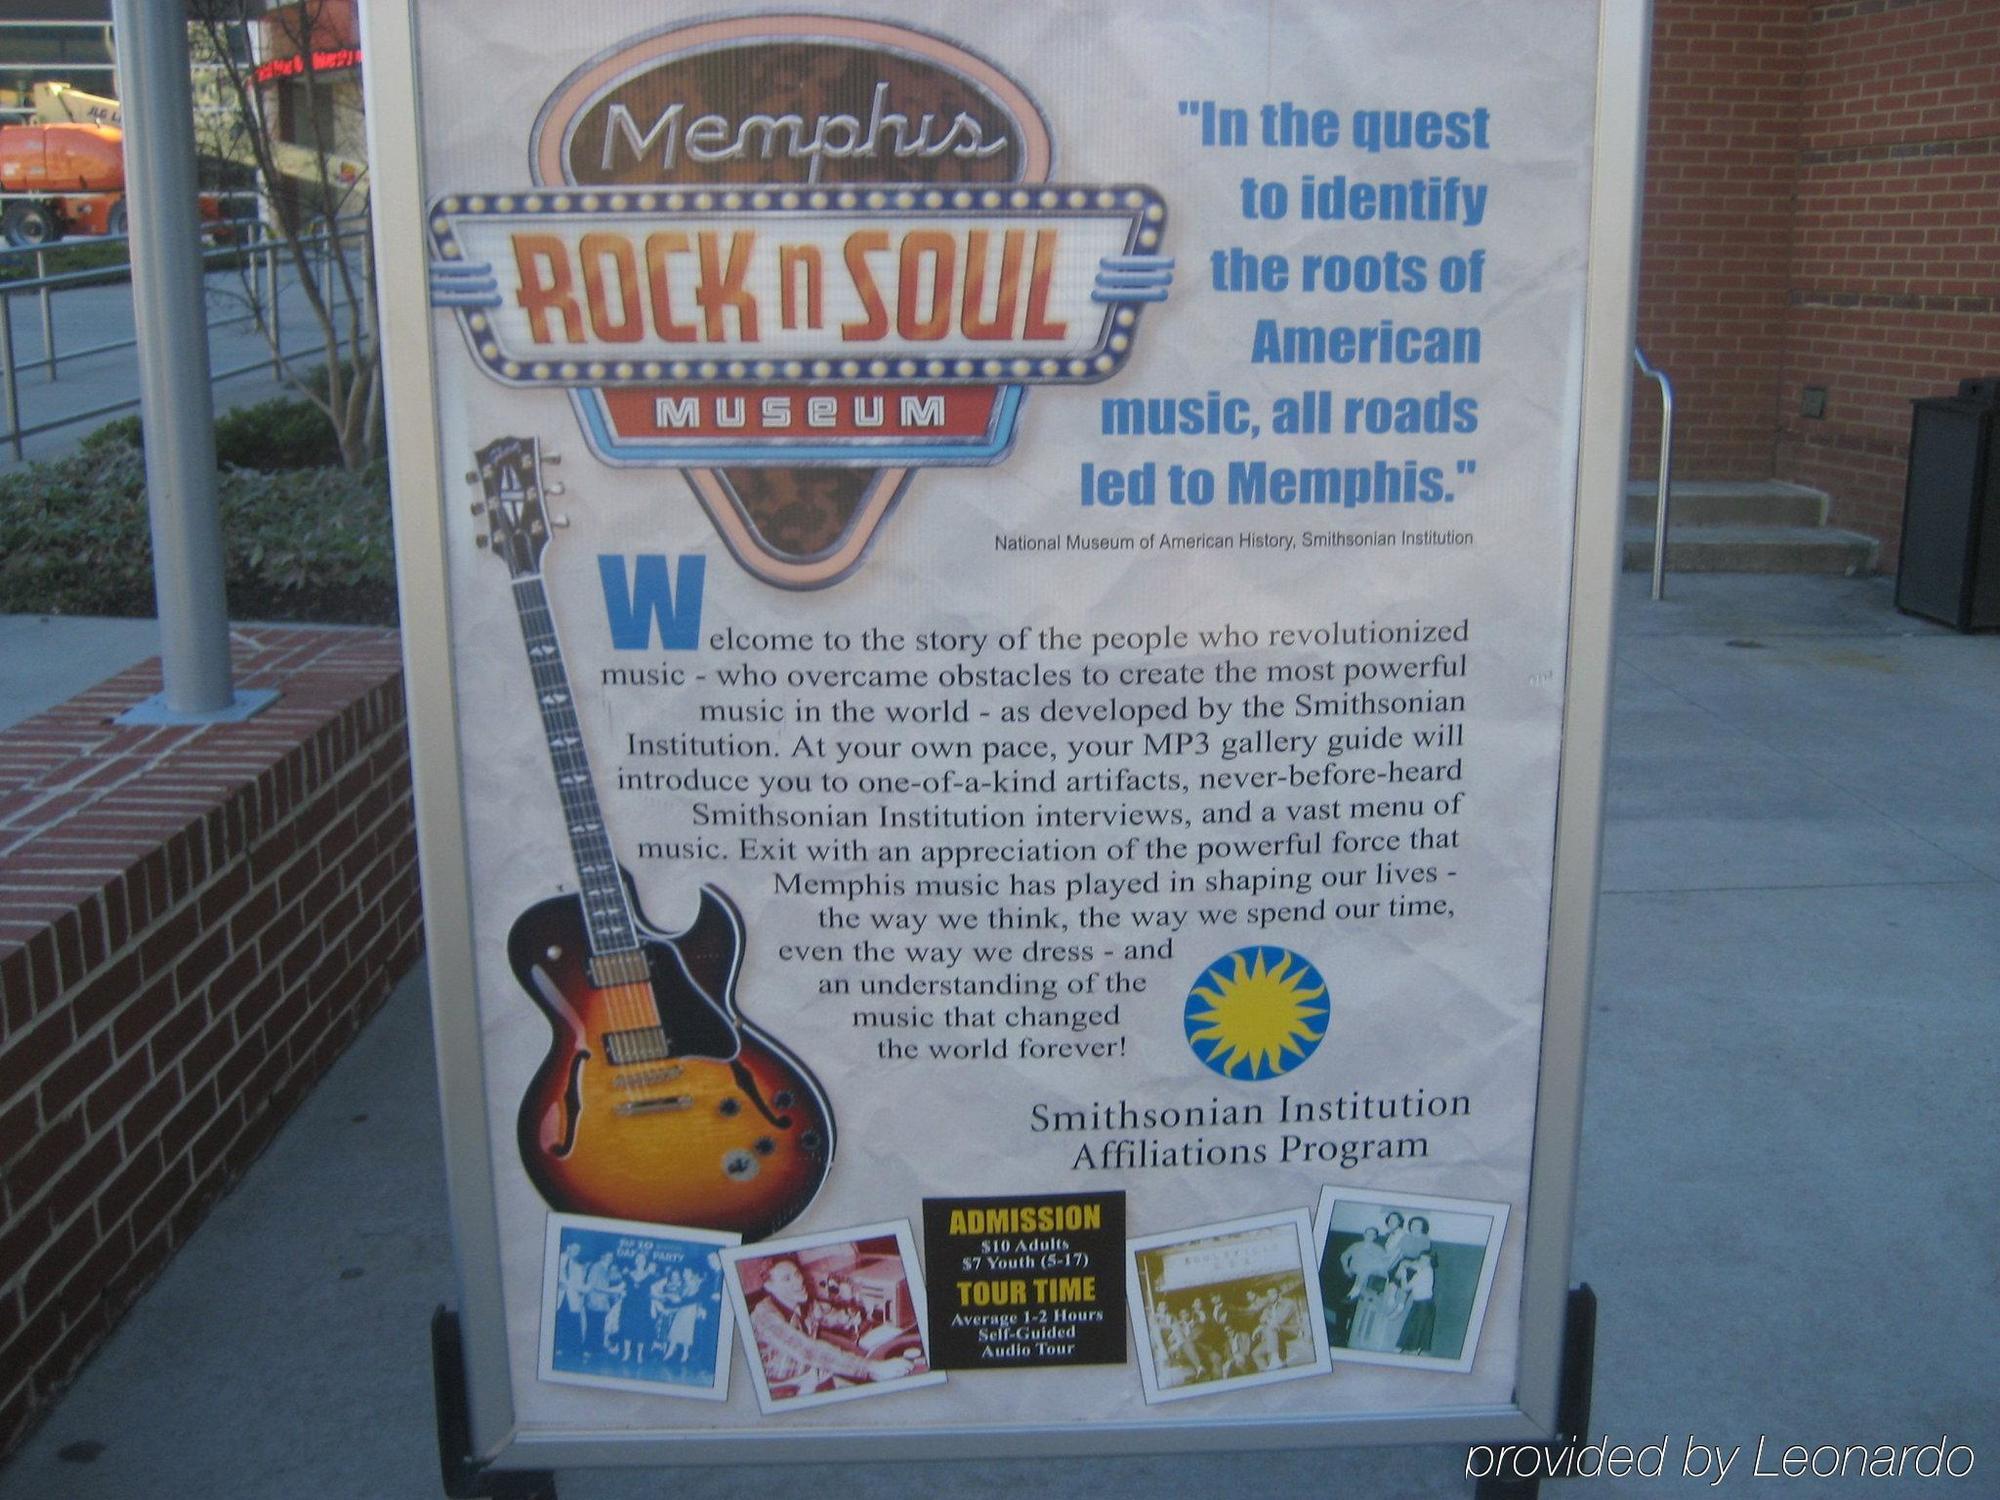 Memphis
ROCK n SOUL
MUSEUM
"In the quest
to identify
the roots of
American
music, all roads
led to Memphis."
National Museum of American History, Smithsonian Institution
Welcome to the story of the people who revolutionized
music - who overcame obstacles to create the most powerful
music in the world - as developed by the Smithsonian
Institution. At your own pace, your MP3 gallery guide will
introduce you to one-of-a-kind artifacts, never-before-heard
Smithsonian Institution interviews, and a vast menu of
music. Exit with an appreciation of the powerful force that
Memphis music has played in shaping our lives -
the way we think, the way we spend our time,
even the way we dress - and
an understanding of the
music that changed
the world forever!
Smithsonian Institution
Affiliations Program
ADMISSION
$10 Adults
$7 Youth (5-17)
TOUR TIME
Average 1-2 Hours
Self-Guided
Audio Tour
DANCE PARTY
JLG
provided by Leonardo